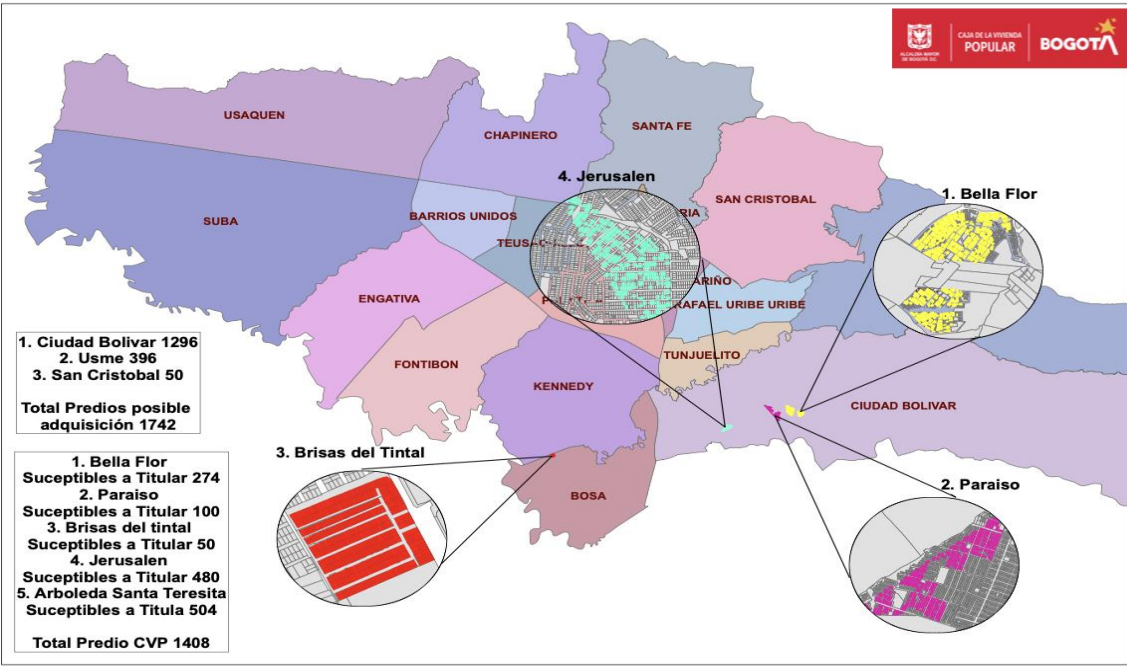 ALCALDÍA MAYOR
DE BOGOTÁ D.C.
CAJA DE LA VIVIENDA
POPULAR
BOGOTÁ
USAQUEN
CHAPINERO
SANTA FE
4. Jerusalen
SAN CRISTOBAL
1. Bella Flor
SUBA
BARRIOS UNIDOS
RIA
TEUSA
ENGATIVA
ARIÑO
RAFAEL URIBE URIBE
1. Ciudad Bolivar 1296
2. Usme 396
3. San Cristobal 50
Total Predios posible
adquisición 1742
FONTIBON
TUNJUELITO
KENNEDY
CIUDAD BOLIVAR
3. Brisas del Tintal
BOSA
2. Paraiso
1. Bella Flor
Suceptibles a Titular 274
2. Paraiso
Suceptibles a Titular 100
3. Brisas del tintal
Suceptibles a Titular 50
4. Jerusalen
Suceptibles a Titular 480
5. Arboleda Santa Teresita
Suceptibles a Titula 504
Total Predio CVP 1408